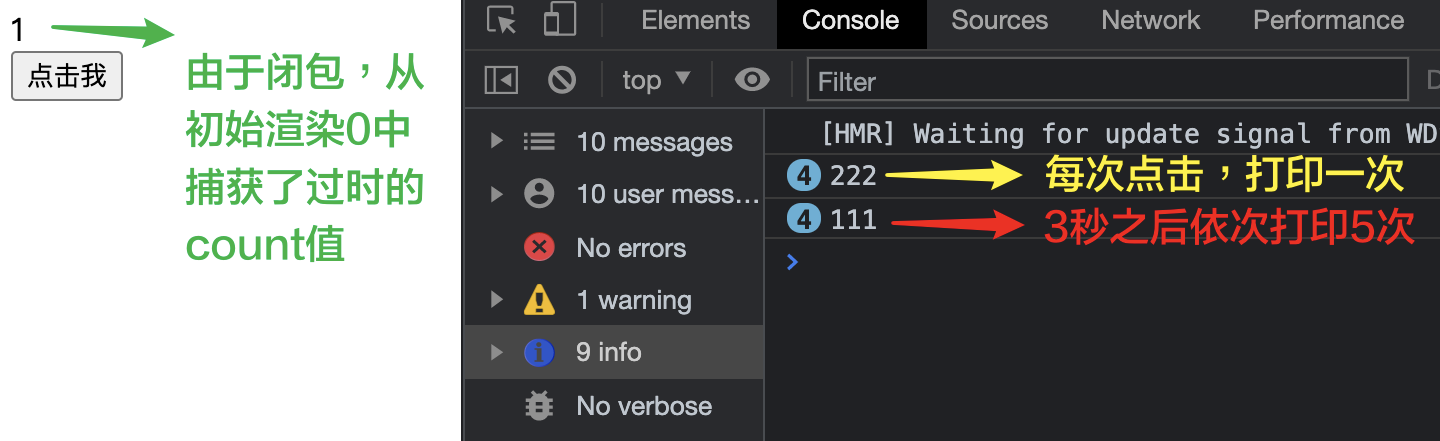 1
点击我
由于闭包，从
初始渲染0中
捕获了过时的
count值
Elements Console Sources Network Performance
top Filter D
10 messages
10 user mess...
No errors
1 warning
9 info
No verbose
[HMR] Waiting for update signal from WD
4 222 每次点击，打印一次
4 111 3秒之后依次打印5次